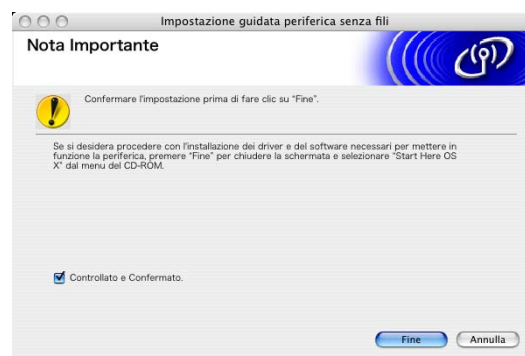 Impostazione guidata periferica senza fili
Nota Importante
Confermare l'impostazione prima di fare clic su "Fine".
Se si desidera procedere con l'installazione dei driver e del software necessari per mettere in
funzione la periferica, premere "Fine" per chiudere la schermata e selezionare "Start Here OS
X" dal menu del CD-ROM.
Controllato e Confermato.
Fine
Annulla